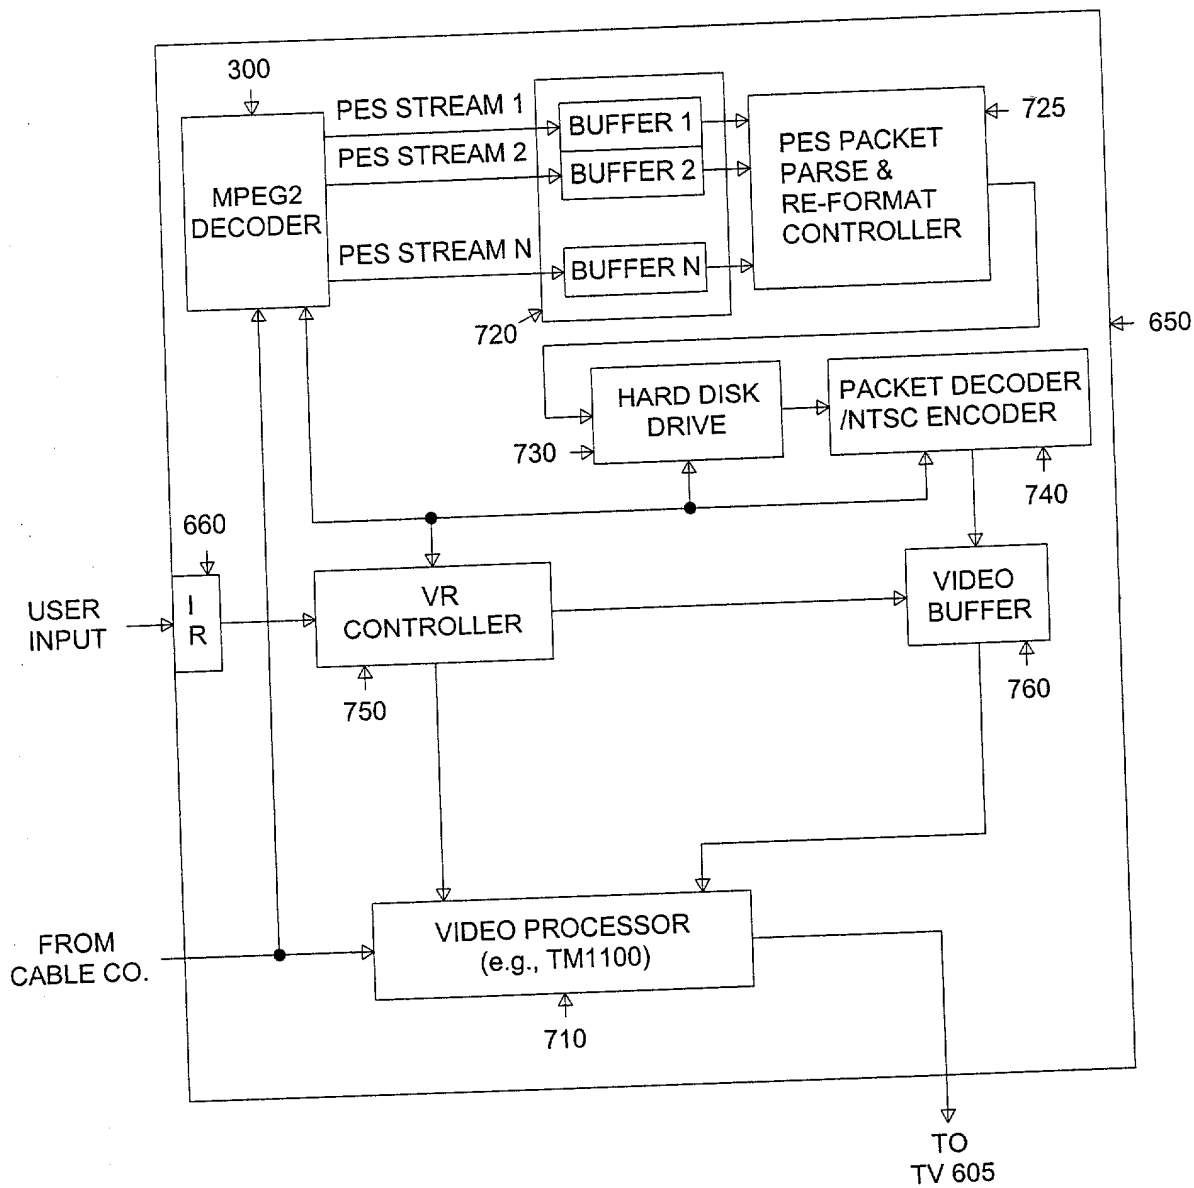 300
PES STREAM 1
PES STREAM 2
PES STREAM N
MPEG2
DECODER
BUFFER 1
BUFFER 2
BUFFER N
720
PES PACKET
PARSE &
RE-FORMAT
CONTROLLER
725
650
HARD DISK
DRIVE
730
PACKET DECODER
/NTSC ENCODER
740
660
USER
INPUT
I
R
VR
CONTROLLER
750
VIDEO
BUFFER
760
FROM
CABLE CO.
VIDEO PROCESSOR
(e.g., TM1100)
710
TO
TV 605